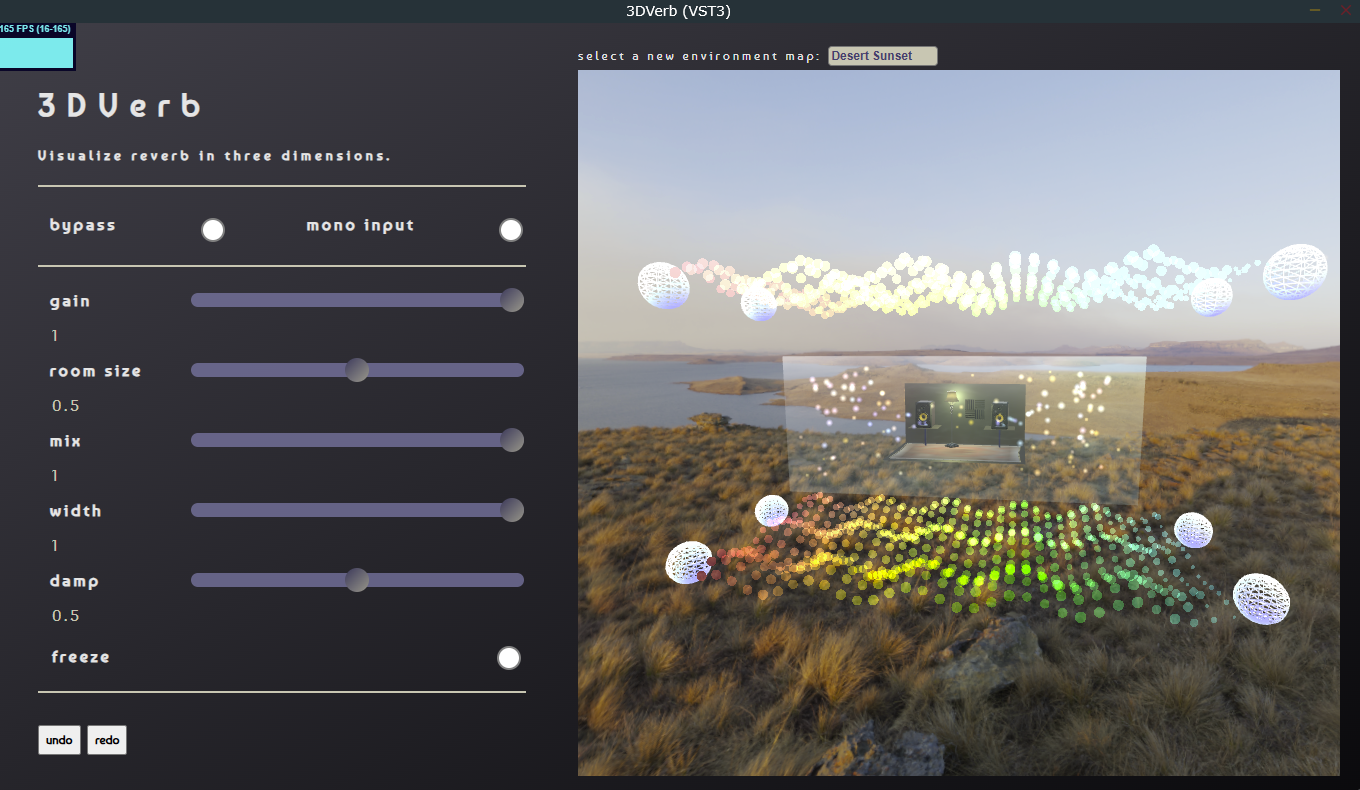 3DVerb (VST3)
165 FPS (16-165)
select a new environment map: Desert Sunset
3DVerb
Visualize reverb in three dimensions.
bypass mono input
gain
1
room size
0.5
mix
1
width
1
damp
0.5
freeze
undo redo